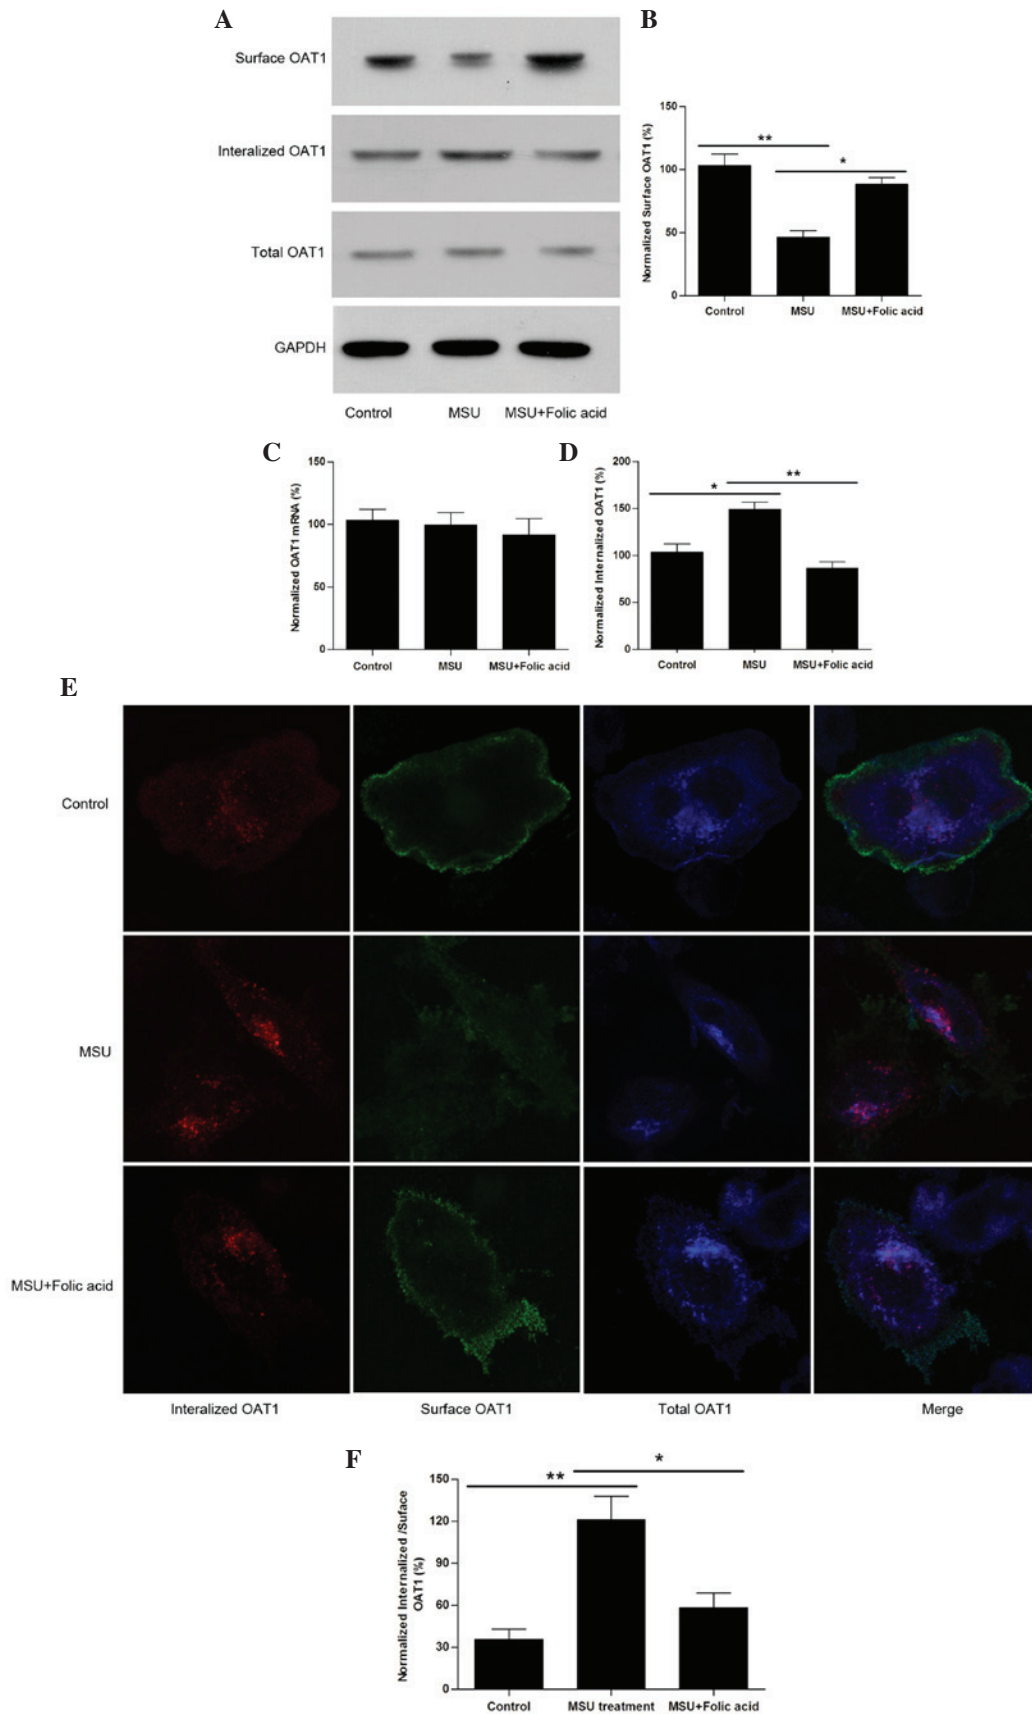 A
Surface OAT1
Interalized OAT1
Total OAT1
GAPDH
Control MSU MSU+Folic acid
B
Normalized Surface OAT1 (%)
150
100
50
0
**
*
Control MSU MSU+Folic acid
C
Normalized OAT1 mRNA (%)
150
100
50
0
Control MSU MSU+Folic acid
D
Normalized Internalized OAT1 (%)
200
150
100
50
0
*
**
Control MSU MSU+Folic acid
E
Control
MSU
MSU+Folic acid
Interalized OAT1 Surface OAT1 Total OAT1 Merge
F
Normalized Internalized /Suface
OAT1 (%)
150
120
90
60
30
0
**
*
Control MSU treatment MSU+Folic acid